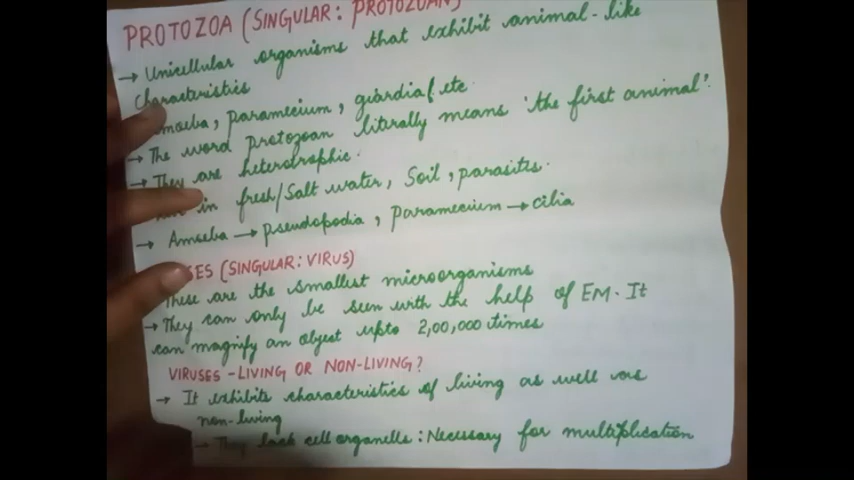 PROTOZOA (SINGULAR: PROTOZOAN)
→ Unicellular organisms that exhibit animal-like
characteristics
Amoeba, paramecium, giardia, etc
→ The word protozoan literally means 'the first animal'.
→ They are heterotrophic.
in fresh/Salt water, Soil, parasites.
→ Amoeba → pseudopodia, Paramecium → cilia
SES (SINGULAR: VIRUS)
These are the smallest microorganisms
→ They can only be seen with the help of EM. It
can magnify an object upto 2,00,000 times
VIRUSES - LIVING OR NON-LIVING?
→ It exhibits characteristics of living as well as
non-living
→ They lack cell organells: Necessary for multiplication